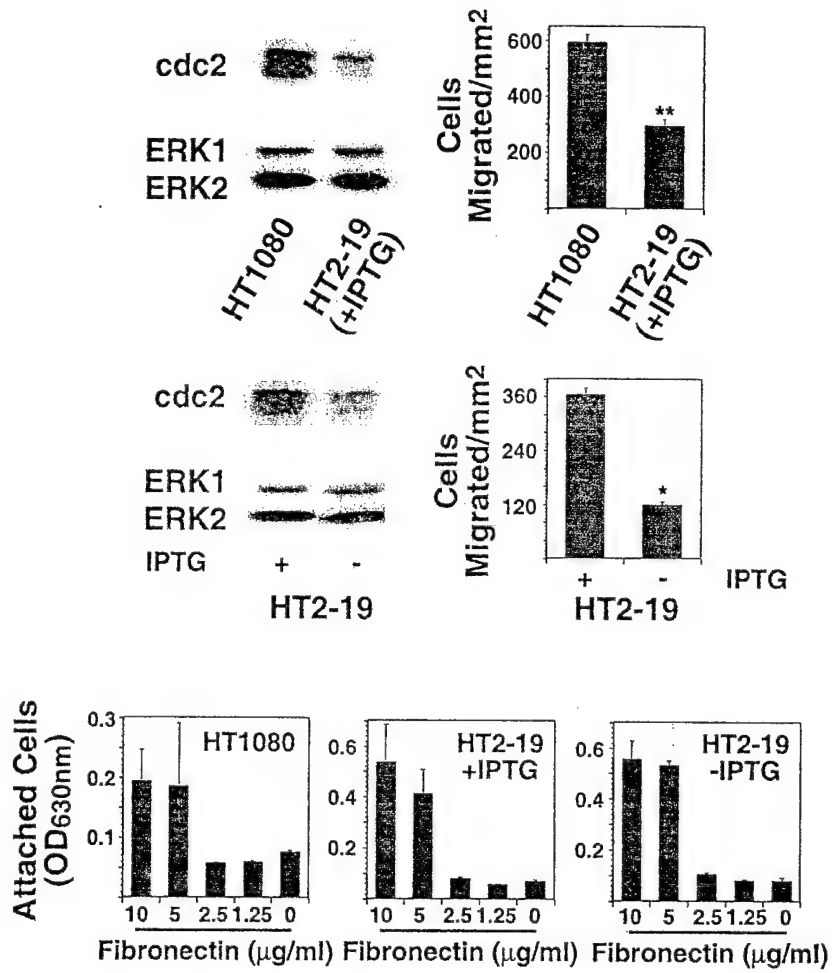 cdc2
ERK1
ERK2
HT1080
HT2-19
(+IPTG)
Cells
Migrated/mm2
600
400
200
**
HT1080
HT2-19
(+IPTG)
cdc2
ERK1
ERK2
IPTG + -
HT2-19
Cells
Migrated/mm2
360
240
120
*
+ - IPTG
HT2-19
Attached Cells
(OD630nm)
0.3
0.2
0.1
HT1080
10 5 2.5 1.25 0
Fibronectin (µg/ml)
0.6
0.4
0.2
HT2-19
+IPTG
10 5 2.5 1.25 0
Fibronectin (µg/ml)
0.6
0.4
0.2
HT2-19
-IPTG
10 5 2.5 1.25 0
Fibronectin (µg/ml)